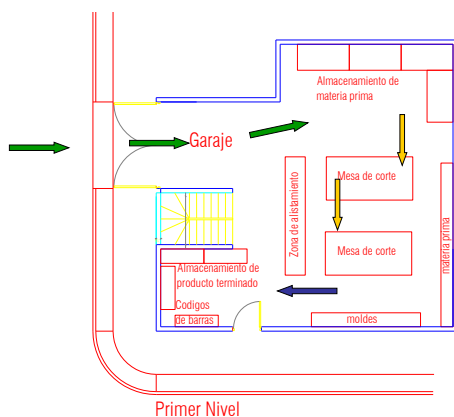 Almacenamiento de
materia prima
Garaje
Zona de alistamiento
Mesa de corte
Mesa de corte
materia prima
Almacenamiento de
producto terminado
Codigos
de barras
moldes
Primer Nivel